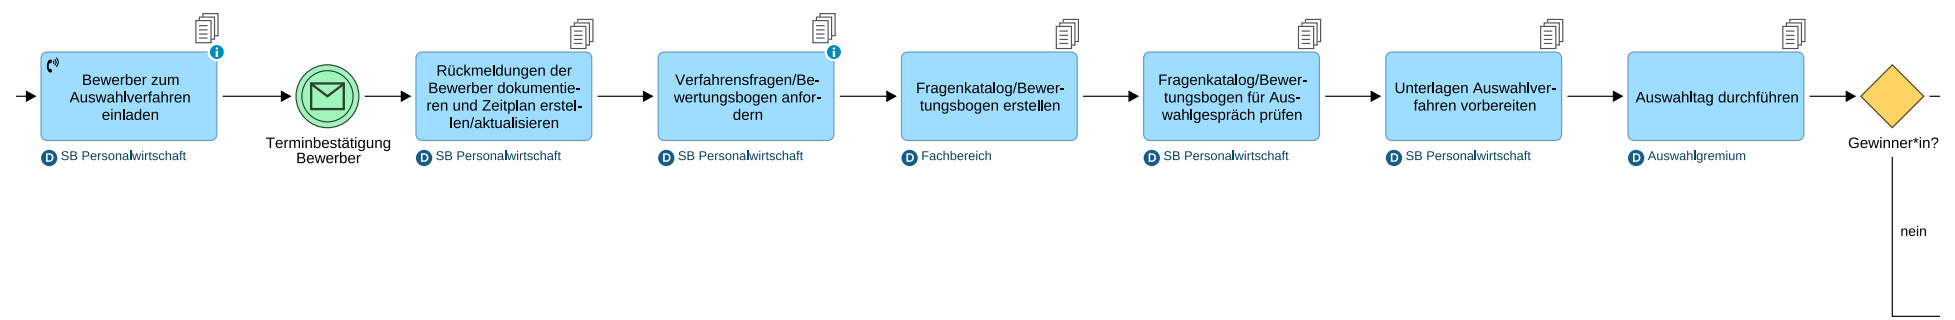 Bewerber zum
Auswahlverfahren
einladen
D SB Personalwirtschaft
Terminbestätigung
Bewerber
Rückmeldungen der
Bewerber dokumentie-
ren und Zeitplan erstel-
len/aktualisieren
D SB Personalwirtschaft
Verfahrensfragen/Be-
wertungsbogen anfor-
dern
D SB Personalwirtschaft
Fragenkatalog/Bewer-
tungsbogen erstellen
D Fachbereich
Fragenkatalog/Bewer-
tungsbogen für Aus-
wahlgespräch prüfen
D SB Personalwirtschaft
Unterlagen Auswahlver-
fahren vorbereiten
D SB Personalwirtschaft
Auswahltag durchführen
D Auswahlgremium
Gewinner*in?
nein